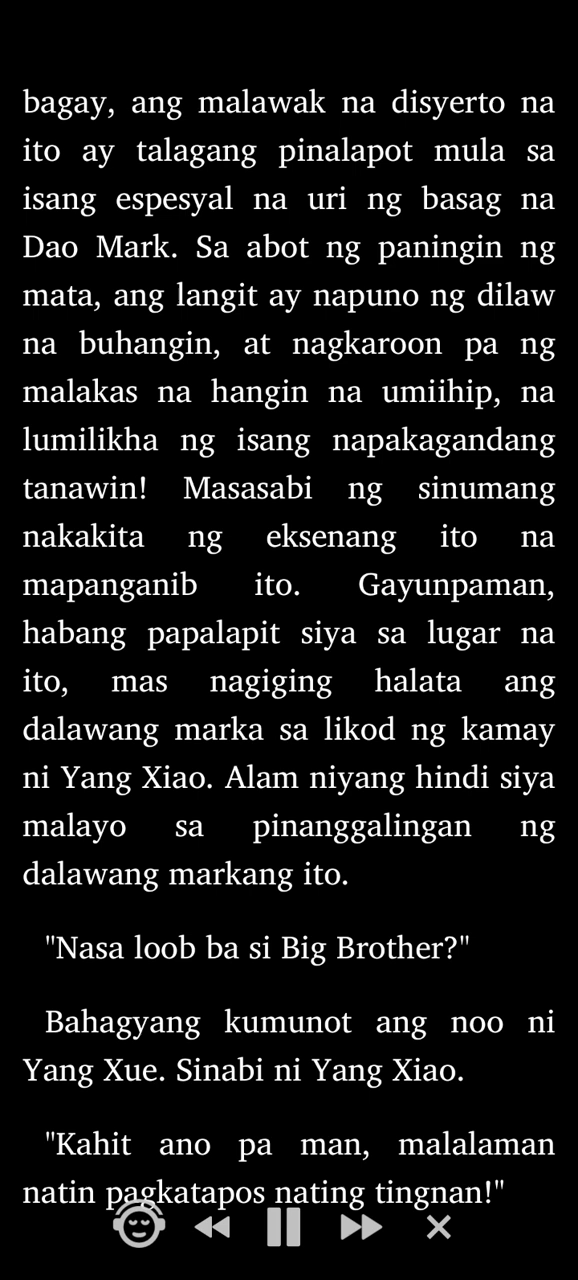 bagay, ang malawak na disyerto na
ito ay talagang pinalapot mula sa
isang espesyal na uri ng basag na
Dao Mark. Sa abot ng paningin ng
mata, ang langit ay napuno ng dilaw
na buhangin, at nagkaroon pa ng
malakas na hangin na umiihip, na
lumilikha ng isang napakagandang
tanawin! Masasabi ng sinumang
nakakita ng eksenang ito na
mapanganib ito. Gayunpaman,
habang papalapit siya sa lugar na
ito, mas nagiging halata ang
dalawang marka sa likod ng kamay
ni Yang Xiao. Alam niyang hindi siya
malayo sa pinanggalingan ng
dalawang markang ito.
"Nasa loob ba si Big Brother?"
Bahagyang kumunot ang noo ni
Yang Xue. Sinabi ni Yang Xiao.
"Kahit ano pa man, malalaman
natin pagkatapos nating tingnan!"